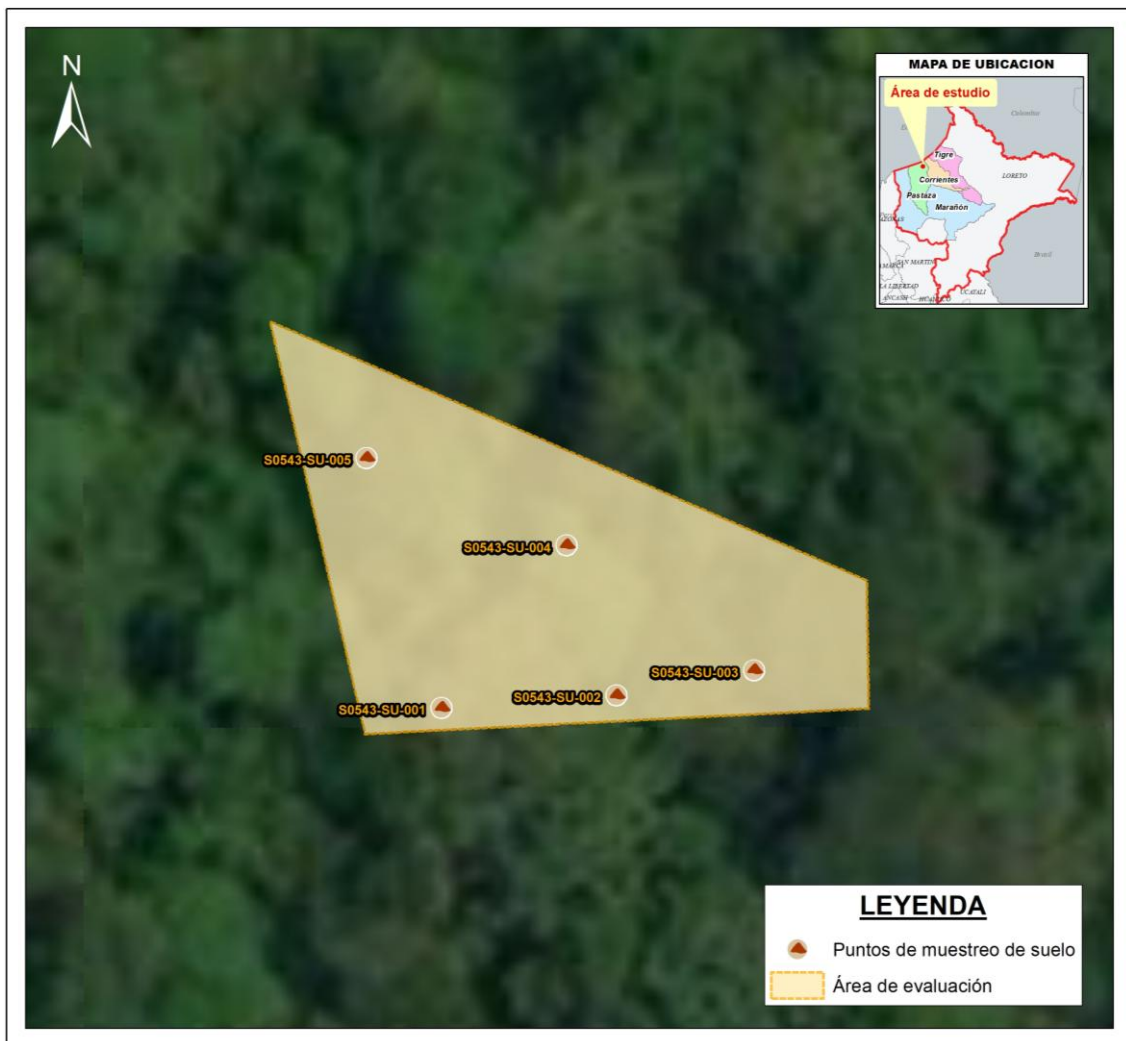 N
MAPA DE UBICACION
Área de estudio
Colombia
Tigre
LORETO
Corrientes
Pastaza
Marañón
Brazil
SAN MARTIN
LA LIBERTAD
UCAYALI
ANCASH
S0543-SU-005
S0543-SU-004
S0543-SU-003
S0543-SU-002
S0543-SU-001
LEYENDA
Puntos de muestreo de suelo
Área de evaluación